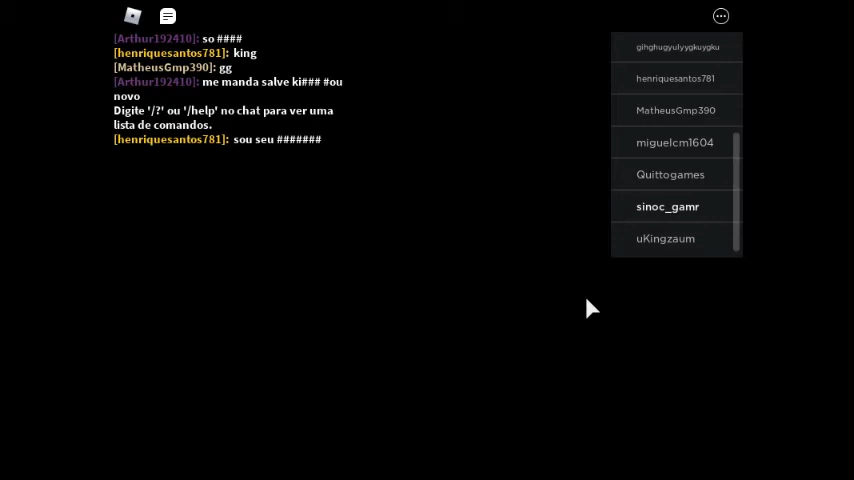 [Arthur192410]: so ####
[henriquesantos781]: king
[MatheusGmp390]: gg
[Arthur192410]: me manda salve ki### #ou
novo
Digite '/?' ou '/help' no chat para ver uma
lista de comandos.
[henriquesantos781]: sou seu #######
gihghugyulyygkuygku
henriquesantos781
MatheusGmp390
miguelcm1604
Quittogames
sinoc_gamr
uKingzaum